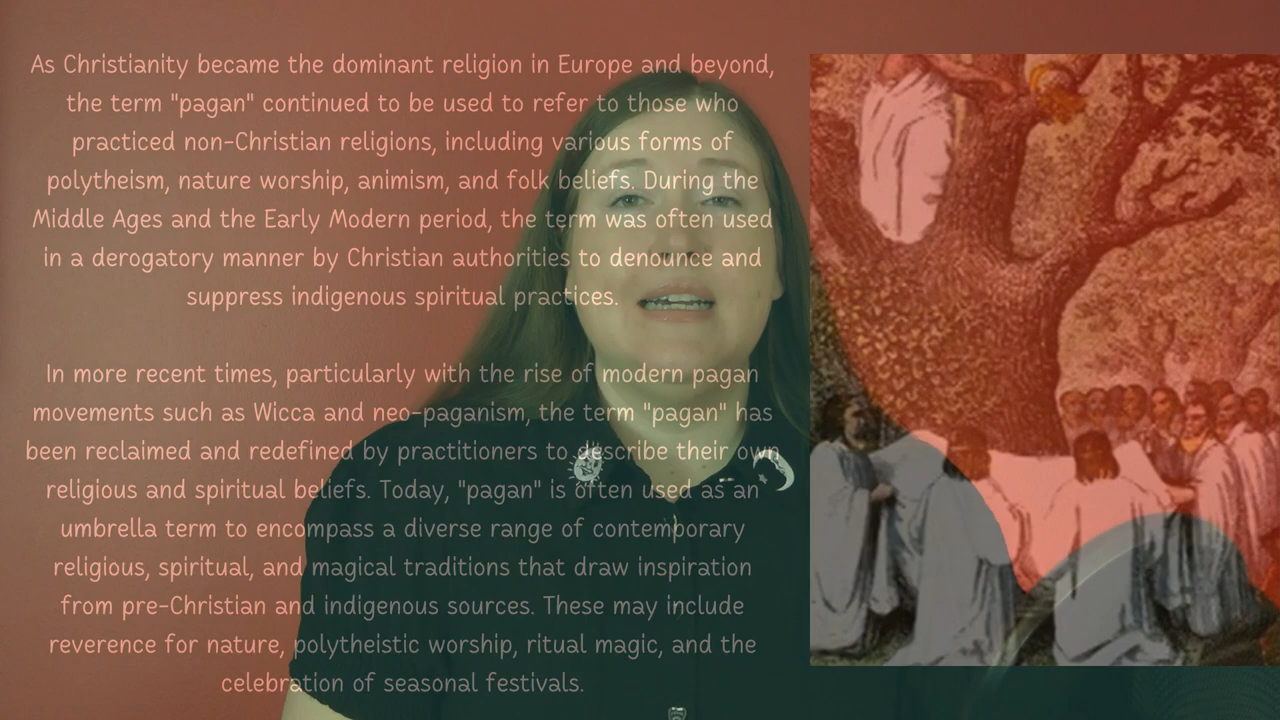 As Christianity became the dominant religion in Europe and beyond,
the term "pagan" continued to be used to refer to those who
practiced non-Christian religions, including various forms of
polytheism, nature worship, animism, and folk beliefs. During the
Middle Ages and the Early Modern period, the term was often used
in a derogatory manner by Christian authorities to denounce and
suppress indigenous spiritual practices.
In more recent times, particularly with the rise of modern pagan
movements such as Wicca and neo-paganism, the term "pagan" has
been reclaimed and redefined by practitioners to describe their own
religious and spiritual beliefs. Today, "pagan" is often used as an
umbrella term to encompass a diverse range of contemporary
religious, spiritual, and magical traditions that draw inspiration
from pre-Christian and indigenous sources. These may include
reverence for nature, polytheistic worship, ritual magic, and the
celebration of seasonal festivals.